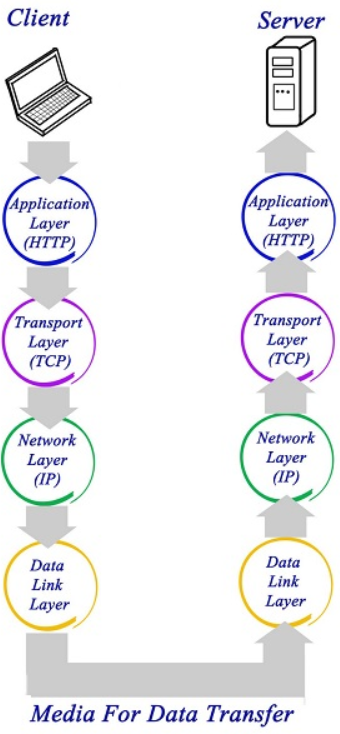 Client
Application
Layer
(HTTP)
Transport
Layer
(TCP)
Network
Layer
(IP)
Data
Link
Layer
Server
Application
Layer
(HTTP)
Transport
Layer
(TCP)
Network
Layer
(IP)
Data
Link
Layer
Media For Data Transfer